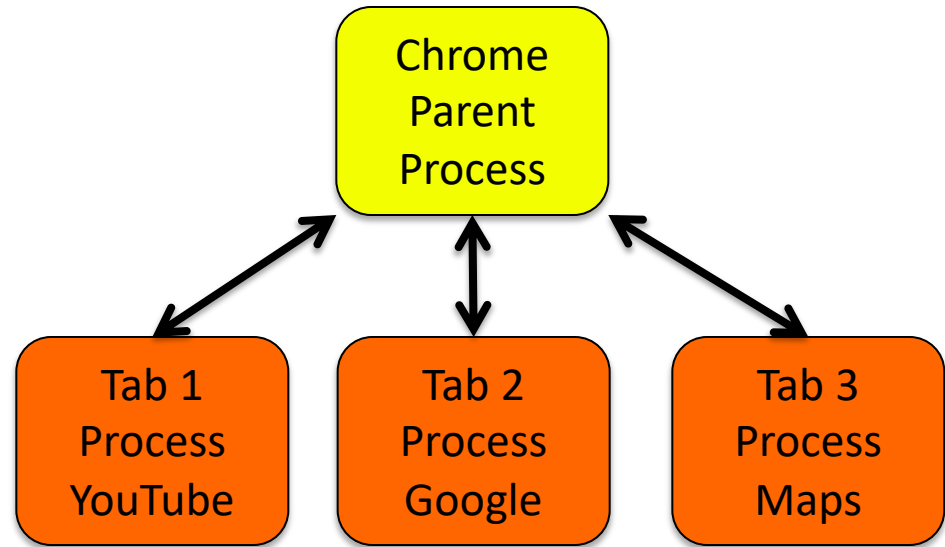 Chrome
Parent
Process
Tab 1
Process
YouTube
Tab 2
Process
Google
Tab 3
Process
Maps